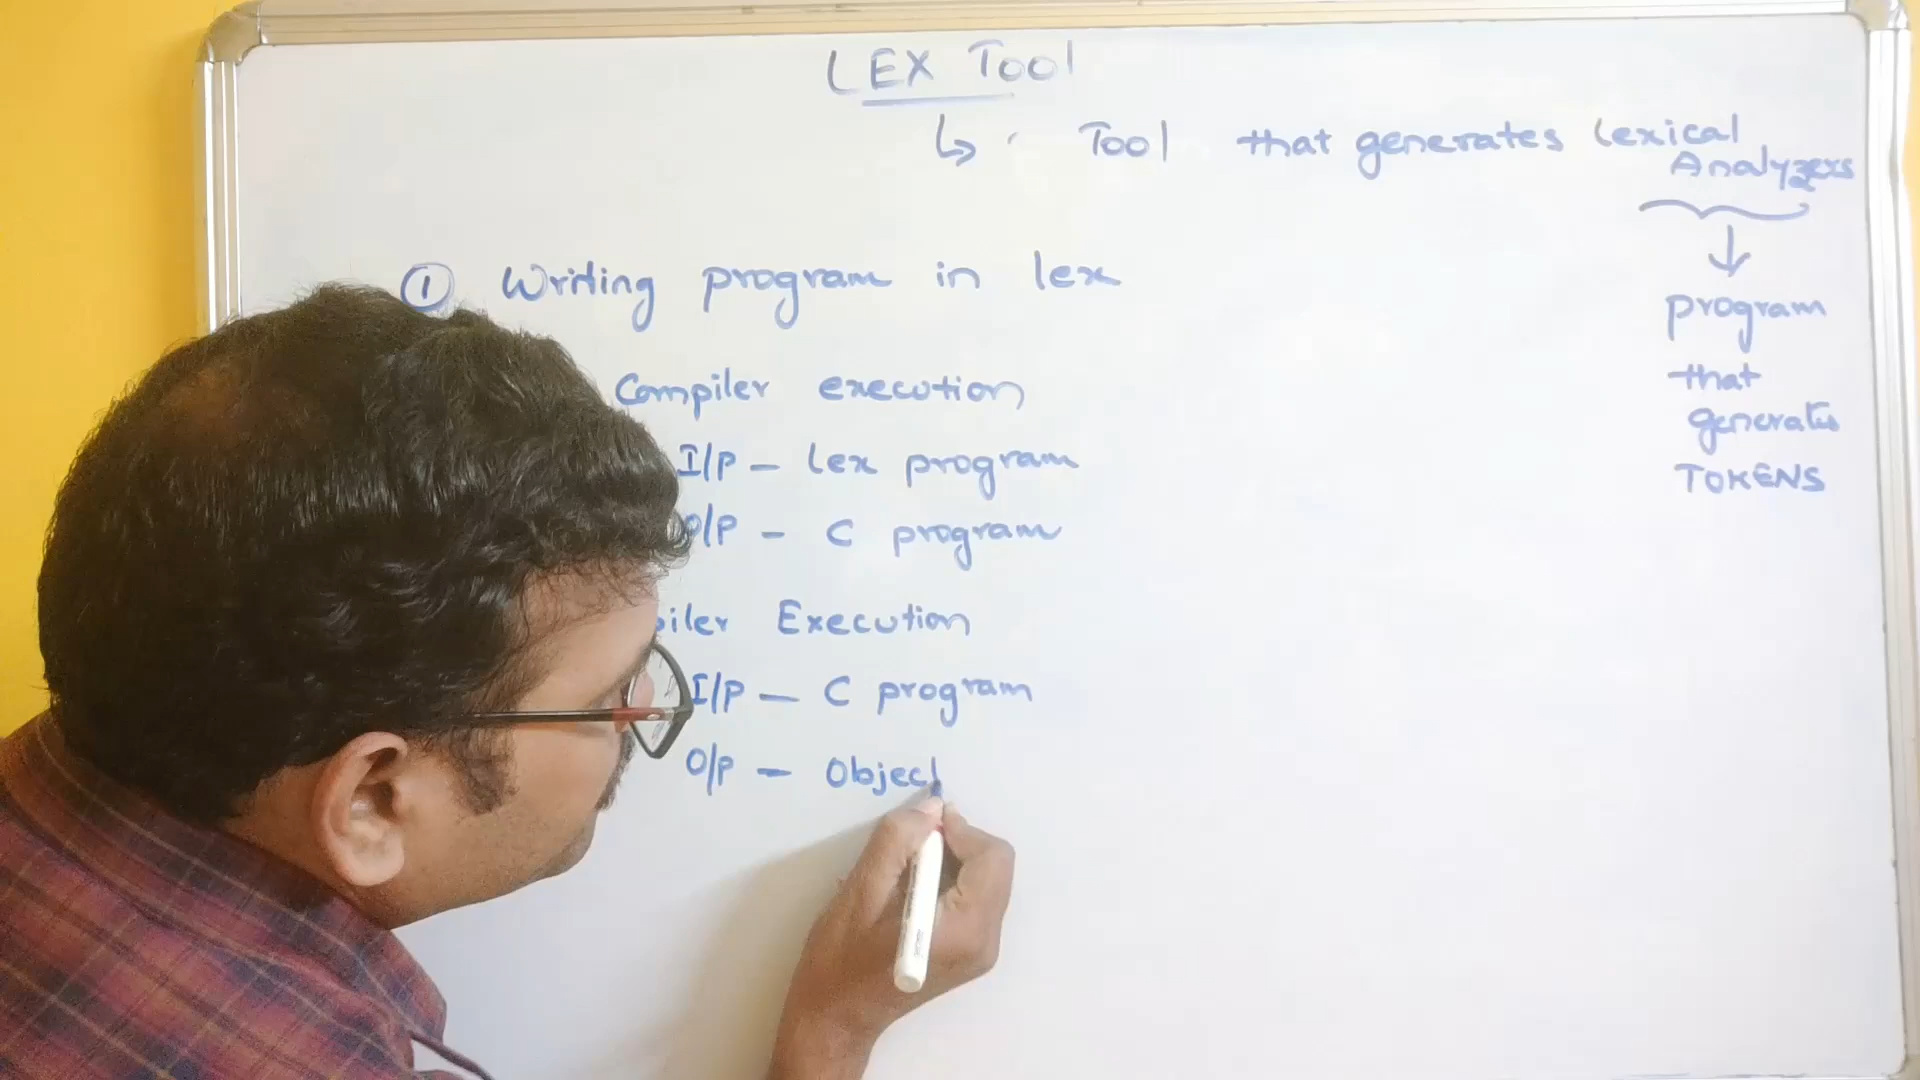 LEX Tool
↳ Tool that generates Lexical
Analyzers
↓
program
that
generates
TOKENS
① Writing program in lex
Compiler execution
I/P - Lex program
O/P - C program
Execution
I/P - C program
O/P - Object